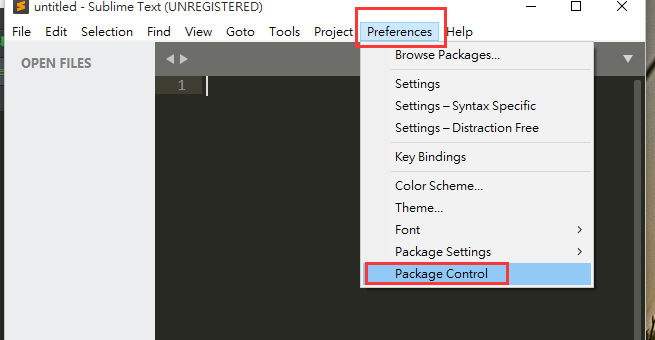 untitled - Sublime Text (UNREGISTERED)
File Edit Selection Find View Goto Tools Project Preferences Help
OPEN FILES
1
Browse Packages...
Settings
Settings – Syntax Specific
Settings – Distraction Free
Key Bindings
Color Scheme...
Theme...
Font
Package Settings
Package Control